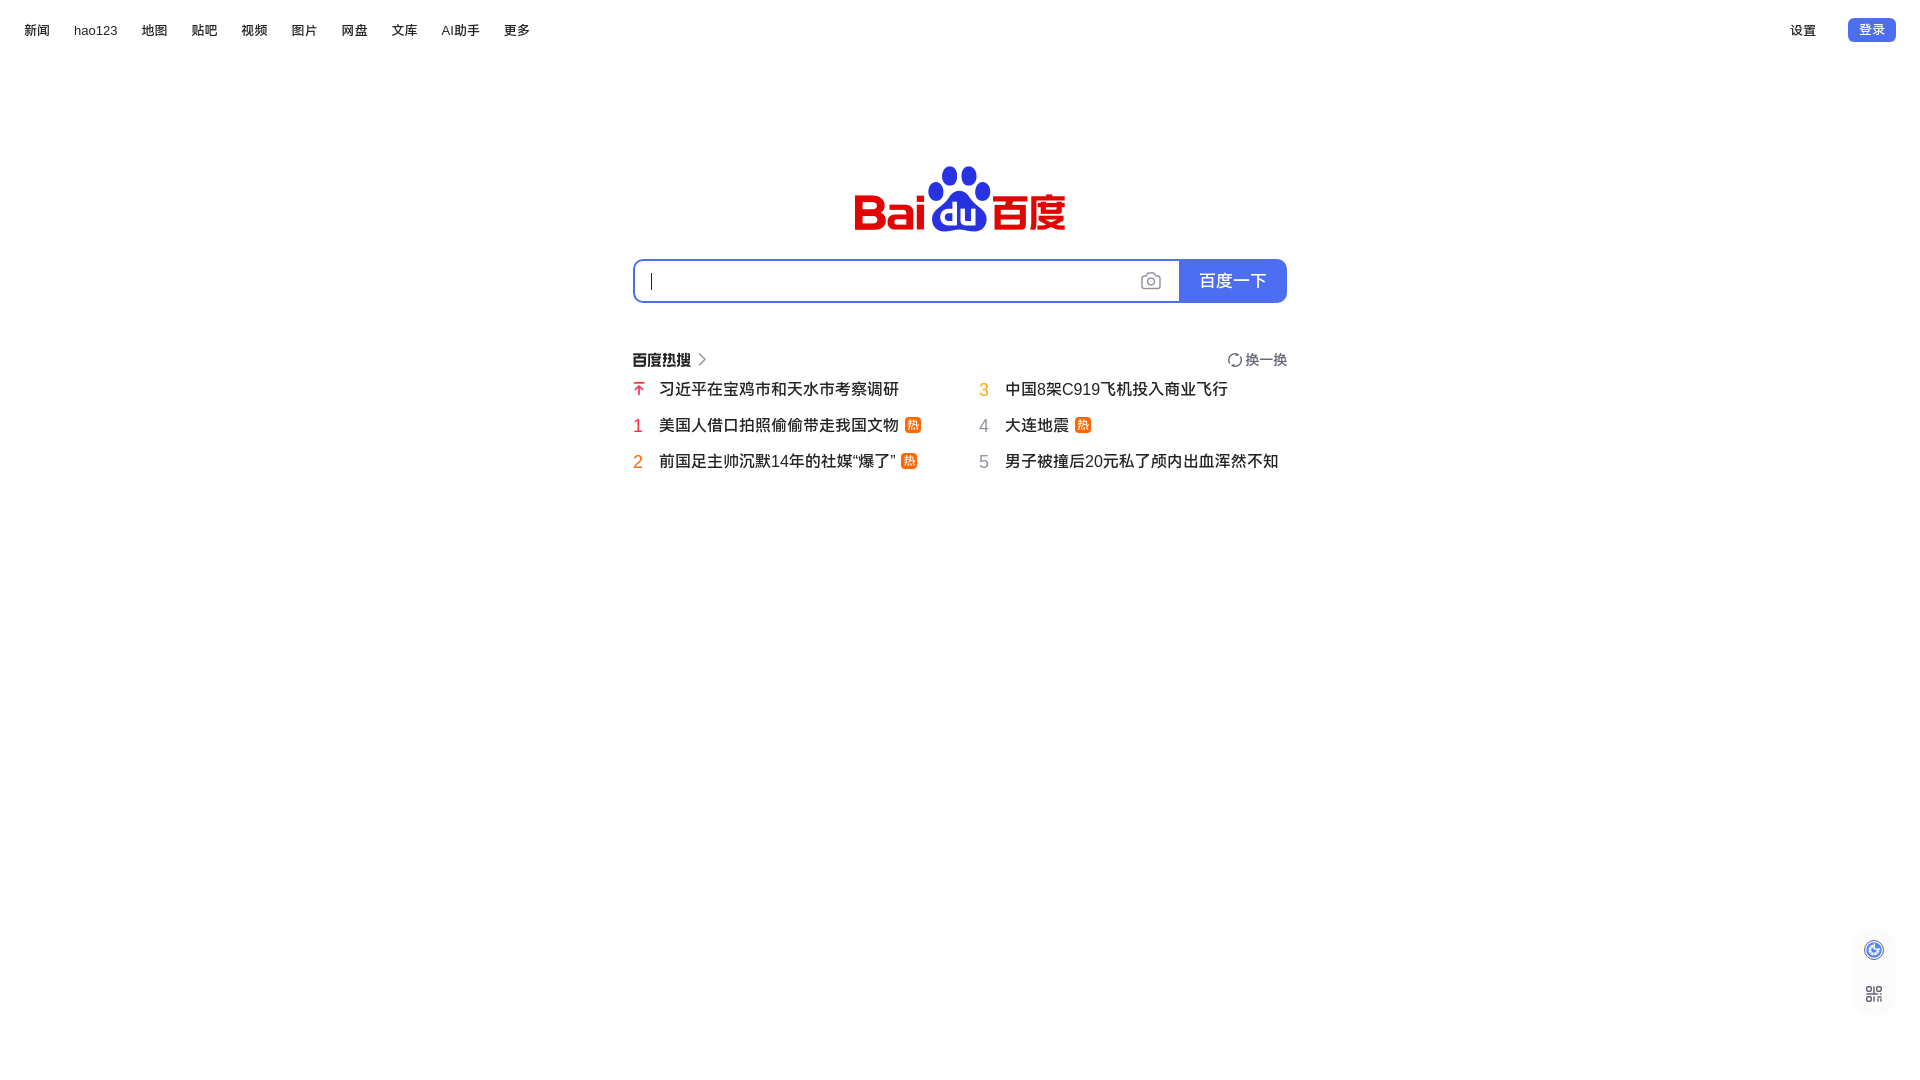 新闻 hao123 地图 贴吧 视频 图片 网盘 文库 AI助手 更多 设置 登录
Bai du 百度
百度一下
百度热搜 换一换
习近平在宝鸡市和天水市考察调研
1 美国人借口拍照偷偷带走我国文物 热
2 前国足主帅沉默14年的社媒“爆了” 热
3 中国8架C919飞机投入商业飞行
4 大连地震 热
5 男子被撞后20元私了颅内出血浑然不知